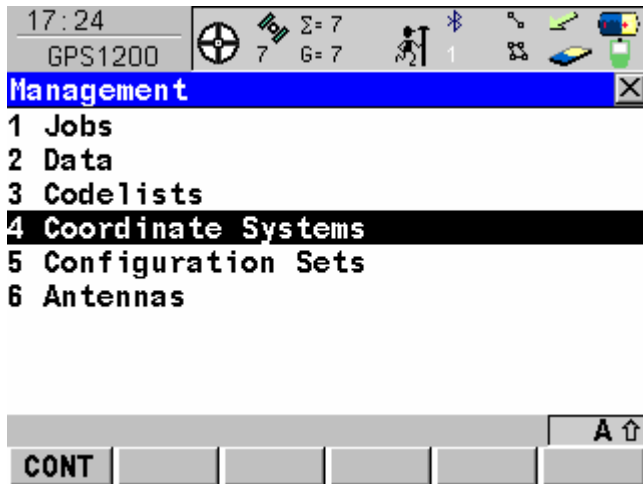 17:24
GPS1200
7
Σ= 7
G= 7
1
Management
1 Jobs
2 Data
3 Codelists
4 Coordinate Systems
5 Configuration Sets
6 Antennas
A ⇧
CONT